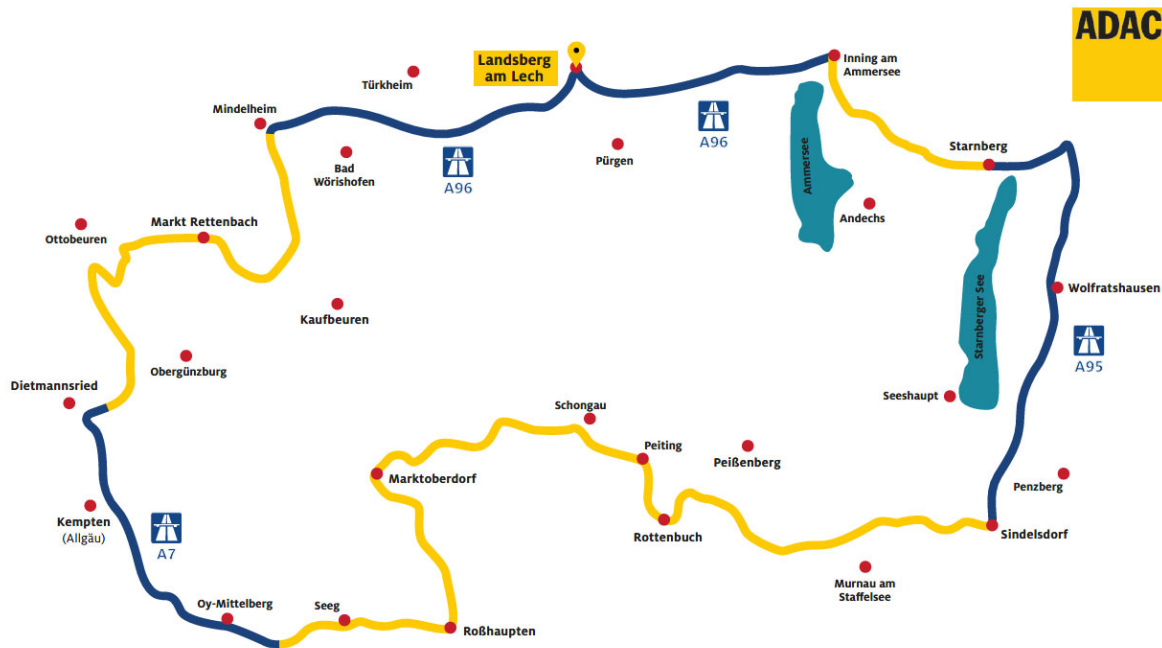 ADAC
Landsberg
am Lech
Inning am
Ammersee
Türkheim
Mindelheim
A96
A96
Pürgen
Starnberg
Bad
Wörishofen
Ammersee
Andechs
Markt Rettenbach
Ottobeuren
Wolfratshausen
Starnberger See
Kaufbeuren
A95
Obergünzburg
Dietmannsried
Seeshaupt
Schongau
Peiting
Peißenberg
Marktoberdorf
Penzberg
Kempten
(Allgäu)
A7
Rottenbuch
Sindelsdorf
Murnau am
Staffelsee
Oy-Mittelberg
Seeg
Roßhaupten